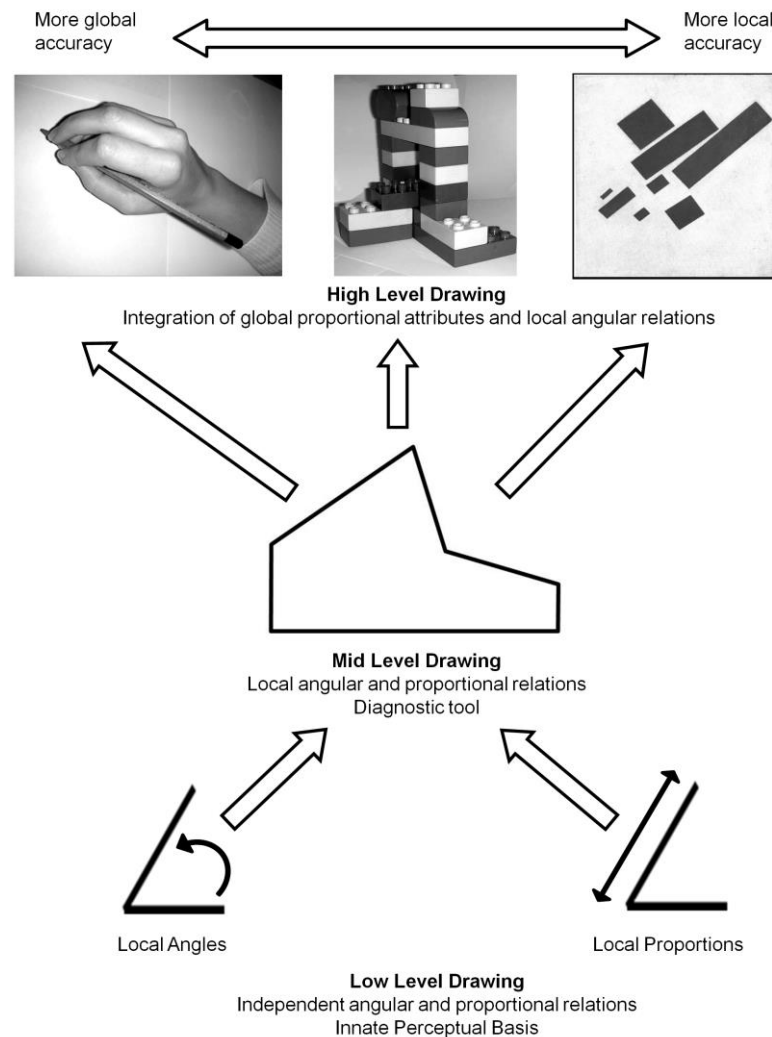 More global
accuracy
More local
accuracy
High Level Drawing
Integration of global proportional attributes and local angular relations
Mid Level Drawing
Local angular and proportional relations
Diagnostic tool
Local Angles
Local Proportions
Low Level Drawing
Independent angular and proportional relations
Innate Perceptual Basis